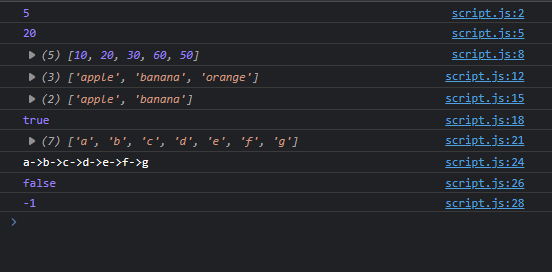 5 script.js:2
20 script.js:5
▶ (5) [10, 20, 30, 60, 50] script.js:8
▶ (3) ['apple', 'banana', 'orange'] script.js:12
▶ (2) ['apple', 'banana'] script.js:15
true script.js:18
▶ (7) ['a', 'b', 'c', 'd', 'e', 'f', 'g'] script.js:21
a->b->c->d->e->f->g script.js:24
false script.js:26
-1 script.js:28
>